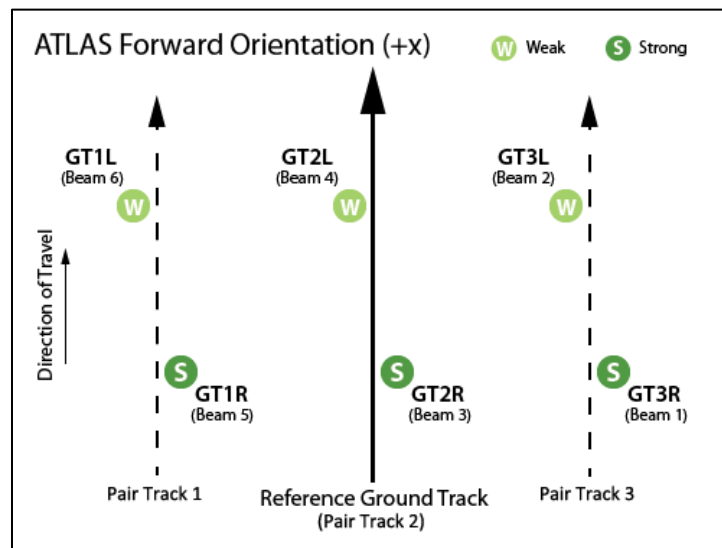 ATLAS Forward Orientation (+x)
W Weak
S Strong
GT1L
(Beam 6)
W
GT2L
(Beam 4)
W
GT3L
(Beam 2)
W
Direction of Travel
S
GT1R
(Beam 5)
S
GT2R
(Beam 3)
S
GT3R
(Beam 1)
Pair Track 1
Reference Ground Track
(Pair Track 2)
Pair Track 3